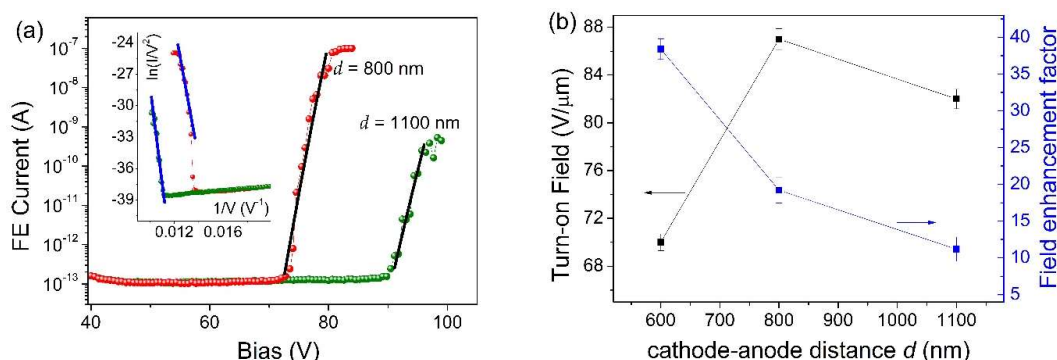 (a)
FE Current (A)
10⁻⁷
10⁻⁸
10⁻⁹
10⁻¹⁰
10⁻¹¹
10⁻¹²
10⁻¹³
-24
-27
-30
-33
-36
-39
ln(I/V²)
1/V (V⁻¹)
0.012 0.016
d = 800 nm
d = 1100 nm
40 60 80 100
Bias (V)
(b)
Turn-on Field (V/μm)
88
84
80
76
72
68
40
35
30
25
20
15
10
5
Field enhancement factor
600 700 800 900 1000 1100
cathode-anode distance d (nm)